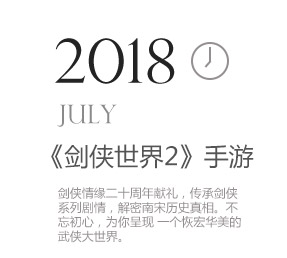 2018
JULY
《剑侠世界2》手游
剑侠情缘二十周年献礼，传承剑侠
系列剧情，解密南宋历史真相。不
忘初心，为你呈现 一个恢宏华美的
武侠大世界。